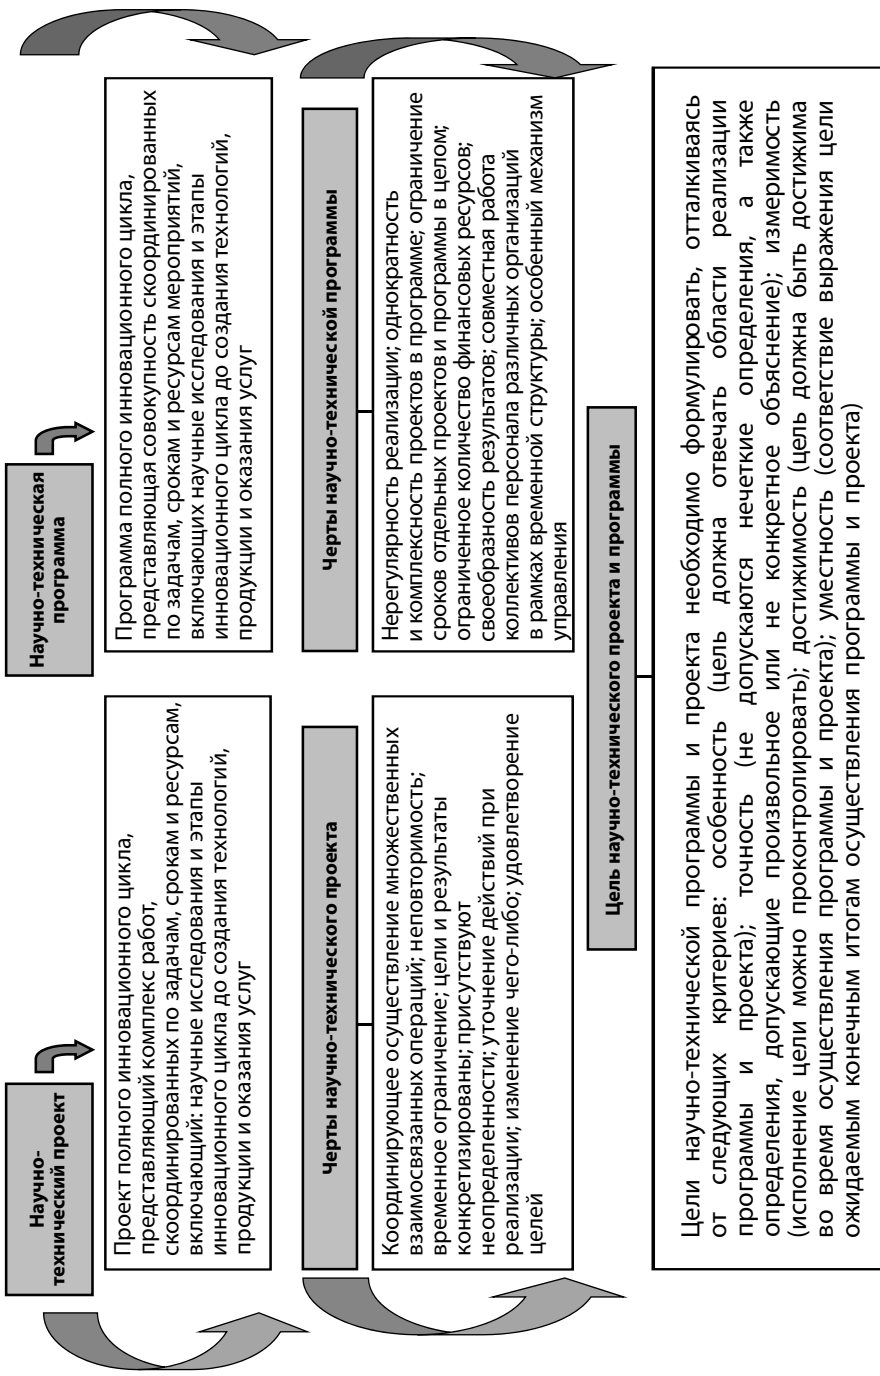 Научно-
технический проект
Проект полного инновационного цикла,
представляющий комплекс работ,
скоординированных по задачам, срокам и ресурсам,
включающий: научные исследования и этапы
инновационного цикла до создания технологий,
продукции и оказания услуг
Черты научно-технического проекта
Координирующее осуществление множественных
взаимосвязанных операций; неповторимость;
временное ограничение; цели и результаты
конкретизированы; присутствуют
неопределенности; уточнение действий при
реализации; изменение чего-либо; удовлетворение
целей
Научно-техническая
программа
Программа полного инновационного цикла,
представляющая совокупность скоординированных
по задачам, срокам и ресурсам мероприятий,
включающих научные исследования и этапы
инновационного цикла до создания технологий,
продукции и оказания услуг
Черты научно-технической программы
Нерегулярность реализации; однократность
и комплексность проектов в программе; ограничение
сроков отдельных проектов и программы в целом;
ограниченное количество финансовых ресурсов;
своеобразность результатов; совместная работа
коллективов персонала различных организаций
в рамках временной структуры; особенный механизм
управления
Цель научно-технического проекта и программы
Цели научно-технической программы и проекта необходимо формулировать, отталкиваясь
от следующих критериев: особенность (цель должна отвечать области реализации
программы и проекта); точность (не допускаются нечеткие определения, а также
определения, допускающие произвольное или не конкретное объяснение); измеримость
(исполнение цели можно проконтролировать); достижимость (цель должна быть достижима
во время осуществления программы и проекта); уместность (соответствие выражения цели
ожидаемым конечным итогам осуществления программы и проекта)